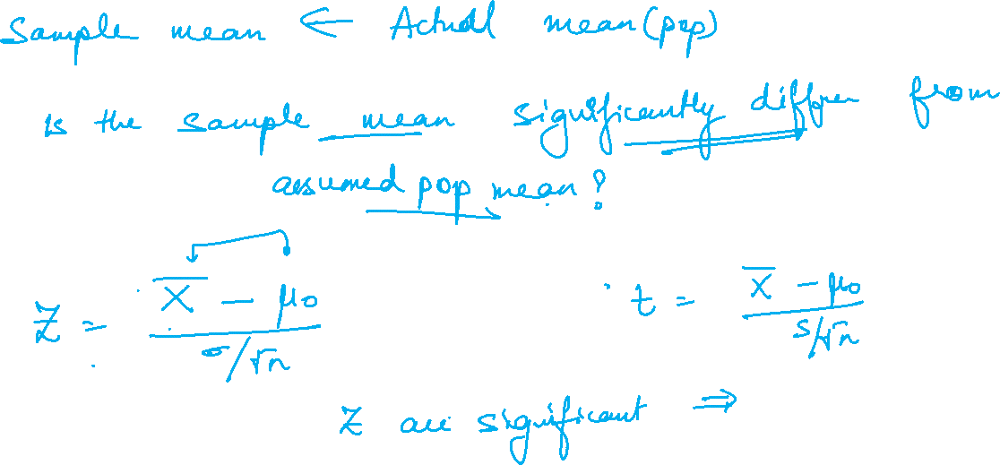 Sample mean ← Actual mean (pop)
is the sample mean significantly differ from
assumed pop mean?
Z = (X̄ - μ₀) / (σ/√n)    t = (X̄ - μ₀) / (s/√n)
Z are significant ⇒